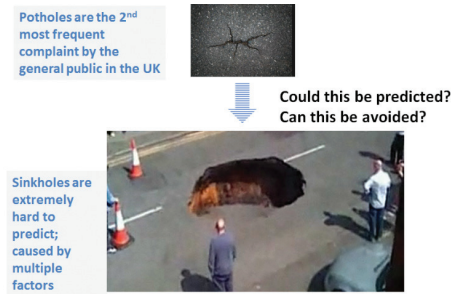 Potholes are the 2nd
most frequent
complaint by the
general public in the UK
Could this be predicted?
Can this be avoided?
Sinkholes are
extremely
hard to
predict;
caused by
multiple
factors